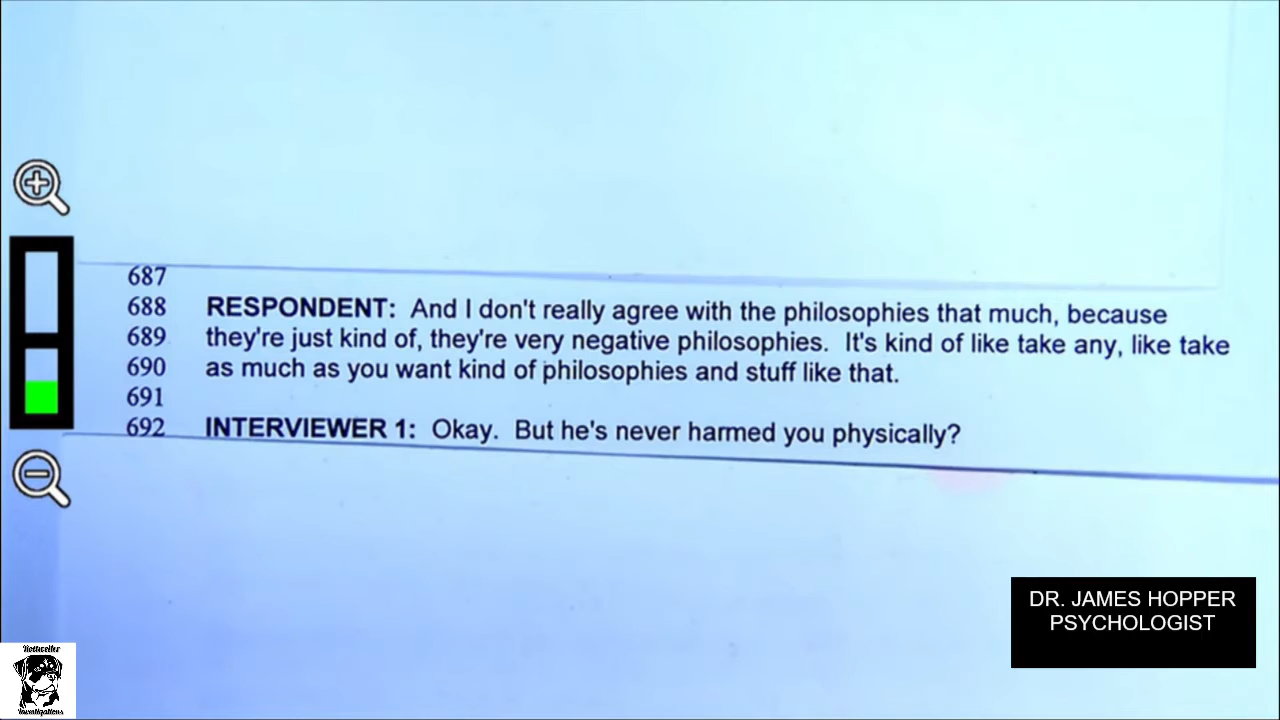 687
688 RESPONDENT: And I don't really agree with the philosophies that much, because
689 they're just kind of, they're very negative philosophies. It's kind of like take any, like take
690 as much as you want kind of philosophies and stuff like that.
691
692 INTERVIEWER 1: Okay. But he's never harmed you physically?
DR. JAMES HOPPER
PSYCHOLOGIST
Rottweiler
Investigations